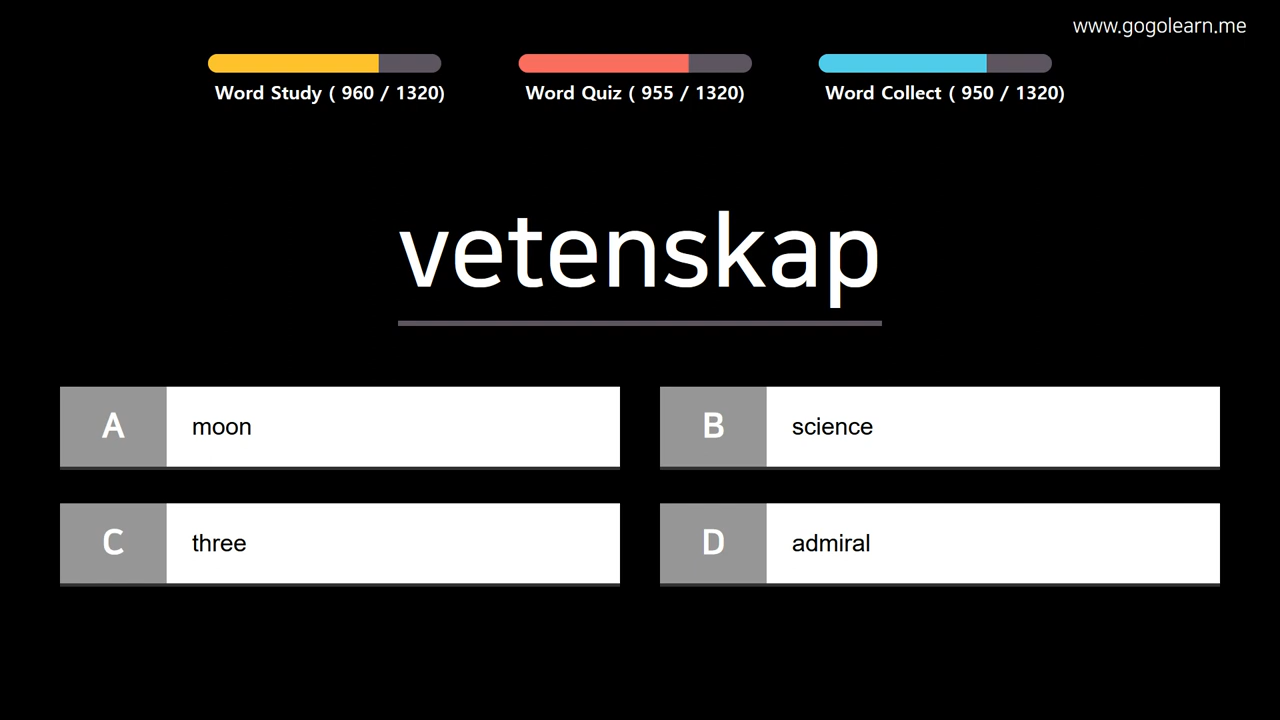 www.gogolearn.me
Word Study ( 960 / 1320)
Word Quiz ( 955 / 1320)
Word Collect ( 950 / 1320)
vetenskap
A moon
B science
C three
D admiral